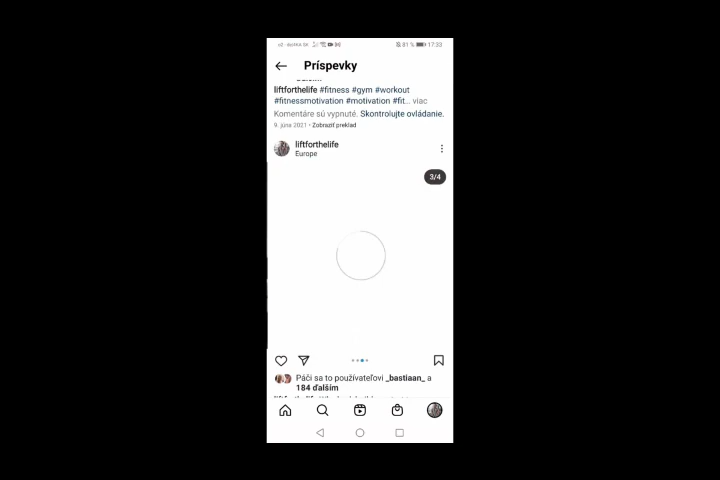 81 % 17:33
Príspevky
liftforthelife #fitness #gym #workout
#fitnessmotivation #motivation #fit... viac
Komentáre sú vypnuté. Skontrolujte ovládanie.
9. júna 2021 • Zobraziť preklad
liftforthelife
Europe
3/4
Páči sa to používateľovi _bastiaan_ a
184 ďalším